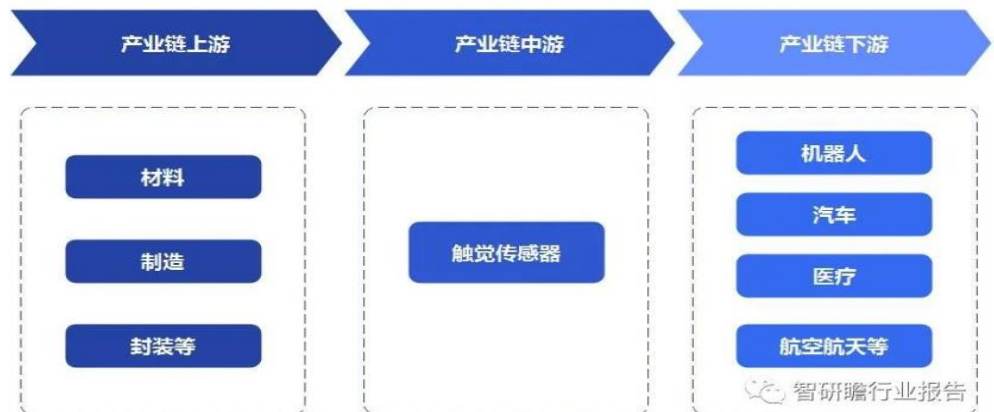 产业链上游
产业链中游
产业链下游
材料
制造
封装等
触觉传感器
机器人
汽车
医疗
航空航天等
智研瞻行业报告